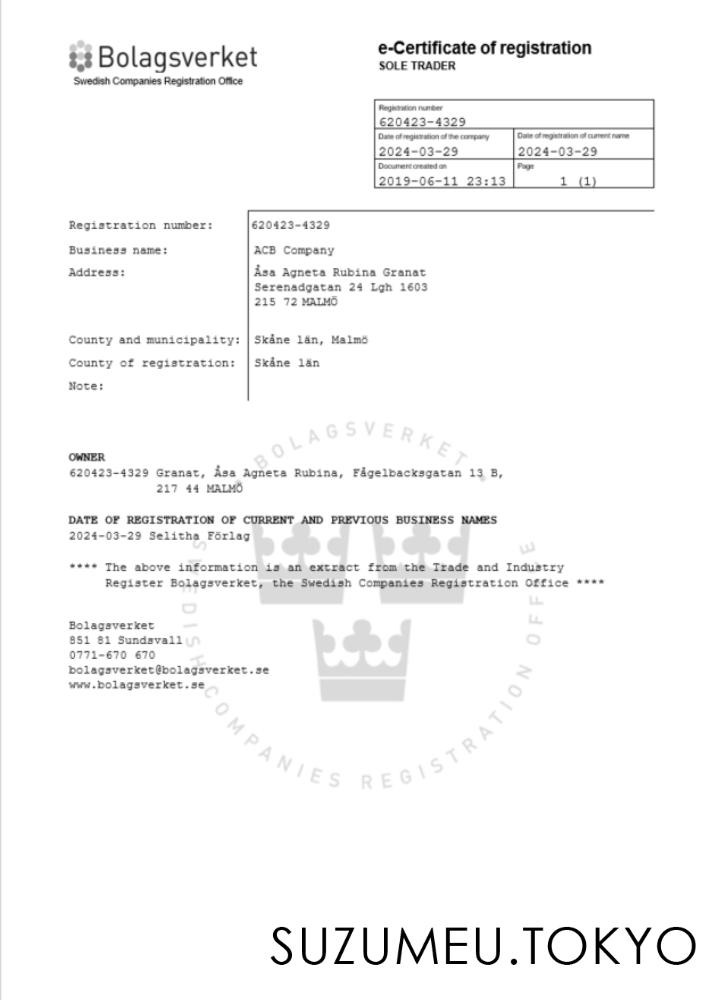 Bolagsverket
Swedish Companies Registration Office
e-Certificate of registration
SOLE TRADER
Registration number
620423-4329
Date of registration of the company
2024-03-29
Date of registration of current name
2024-03-29
Document created on
2019-06-11 23:13
Page
1 (1)
Registration number: 620423-4329
Business name: ACB Company
Address: Åsa Agneta Rubina Granat
Serenadgatan 24 Lgh 1603
215 72 MALMÖ
County and municipality: Skåne län, Malmö
County of registration: Skåne län
Note:
OWNER
620423-4329 Granat, Åsa Agneta Rubina, Fågelbacksgatan 13 B,
217 44 MALMÖ
DATE OF REGISTRATION OF CURRENT AND PREVIOUS BUSINESS NAMES
2024-03-29 Selitha Förlag
**** The above information is an extract from the Trade and Industry
Register Bolagsverket, the Swedish Companies Registration Office ****
Bolagsverket
851 81 Sundsvall
0771-670 670
bolagsverket@bolagsverket.se
www.bolagsverket.se
BOLAGSVERKET
SWEDISH COMPANIES REGISTRATION OFFICE
SUZUMEU.TOKYO